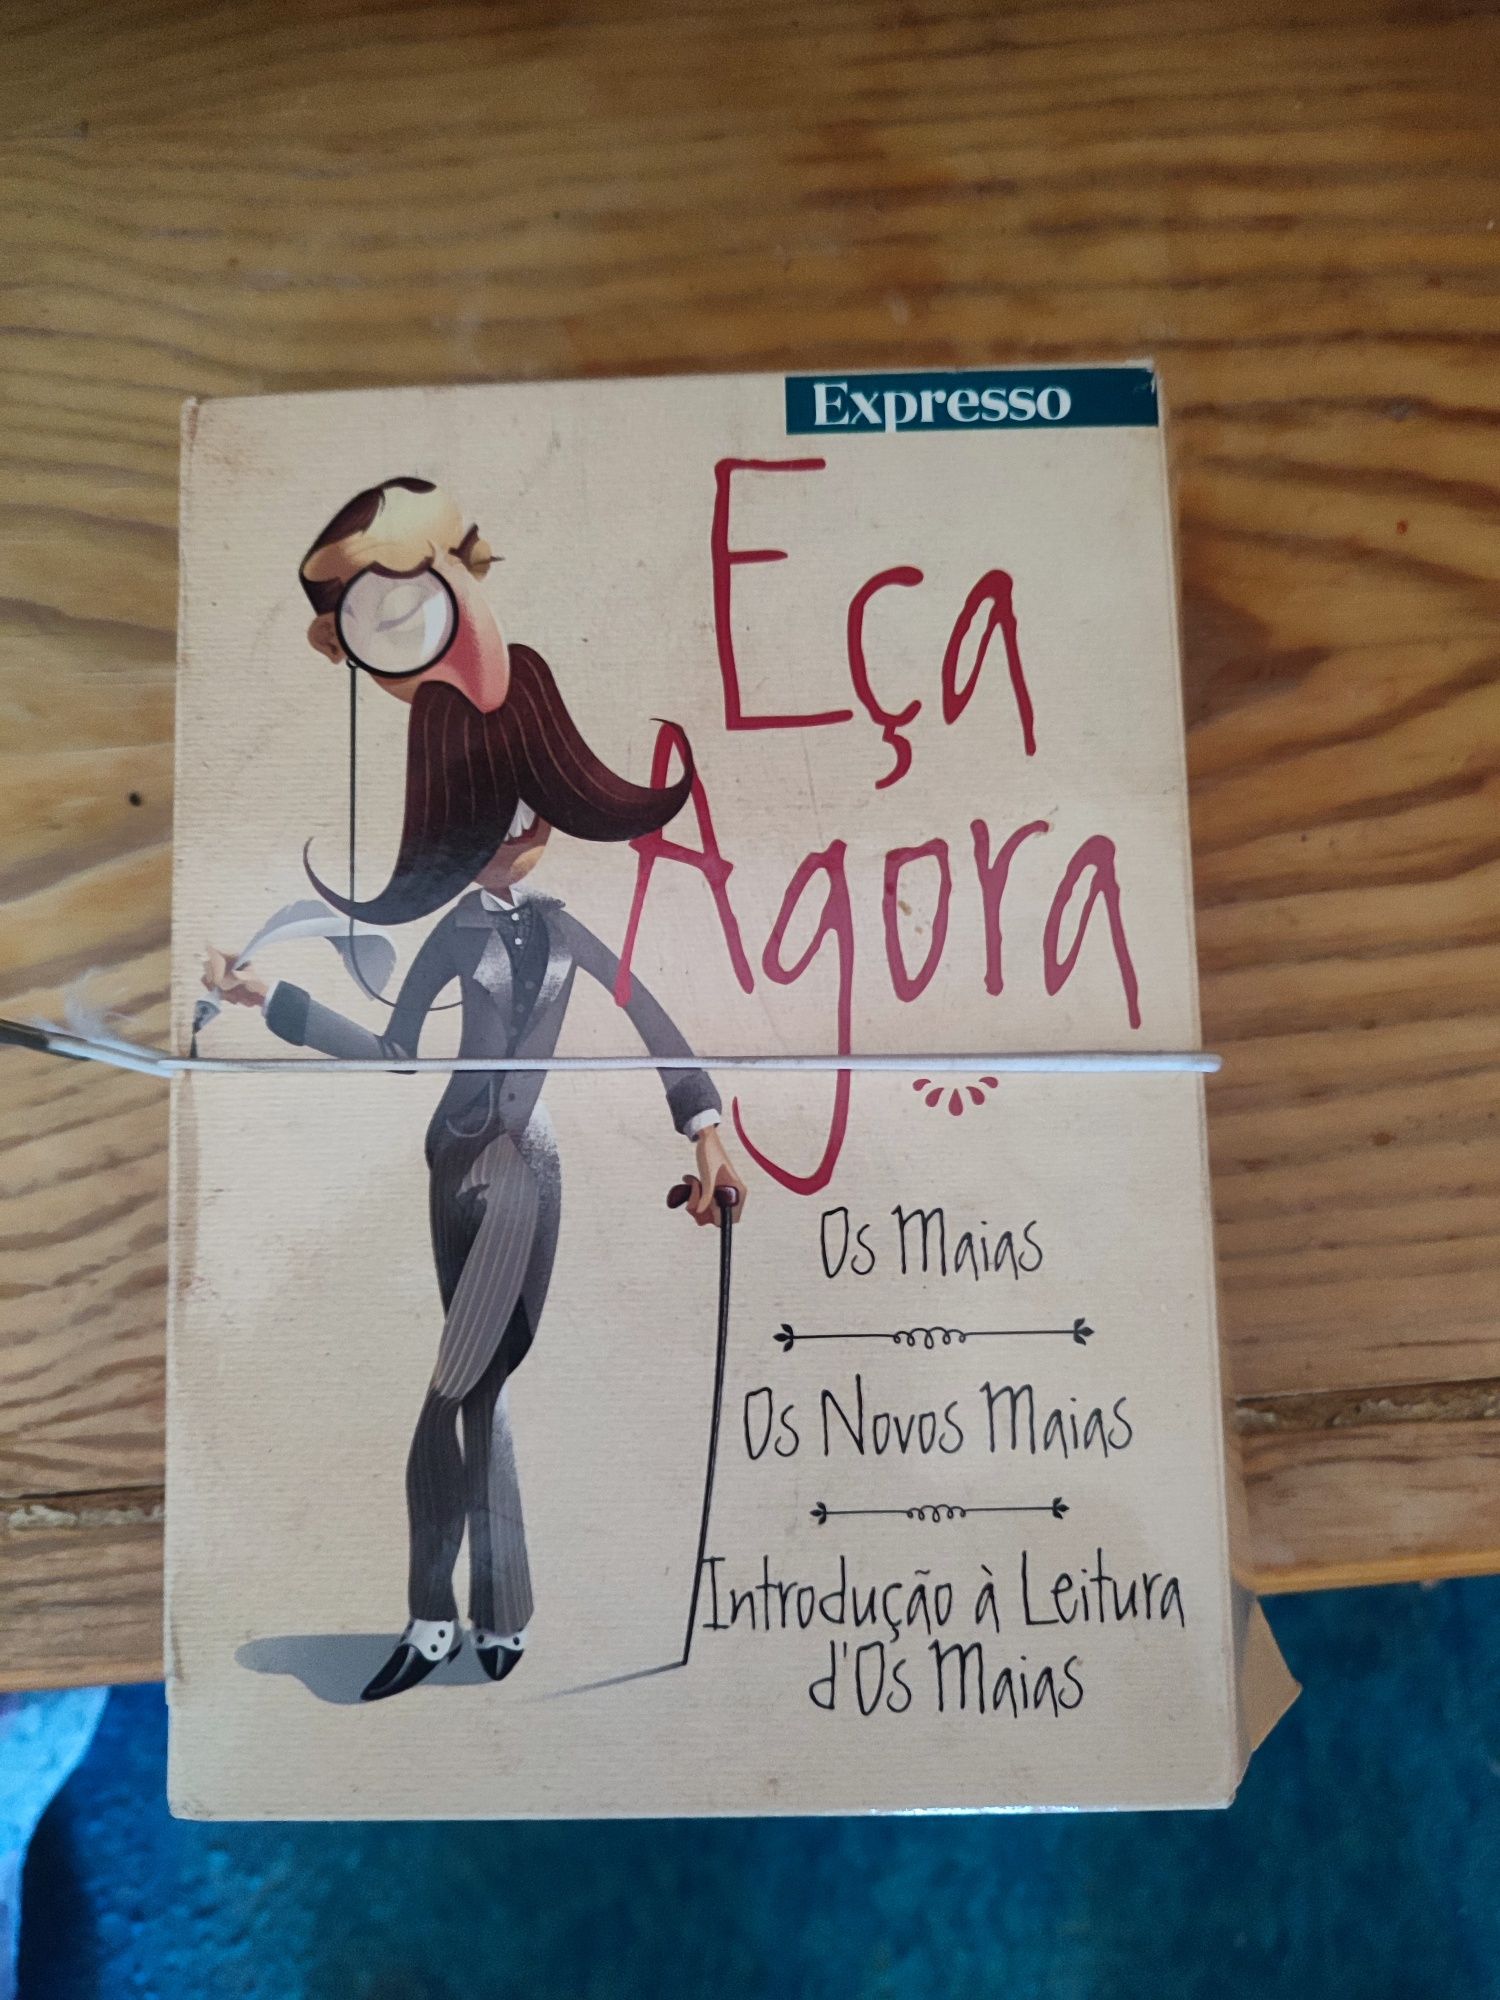 Expresso
Eça
Agora
Os Maias
Os Novos Maias
Introdução à Leitura
d'Os Maias